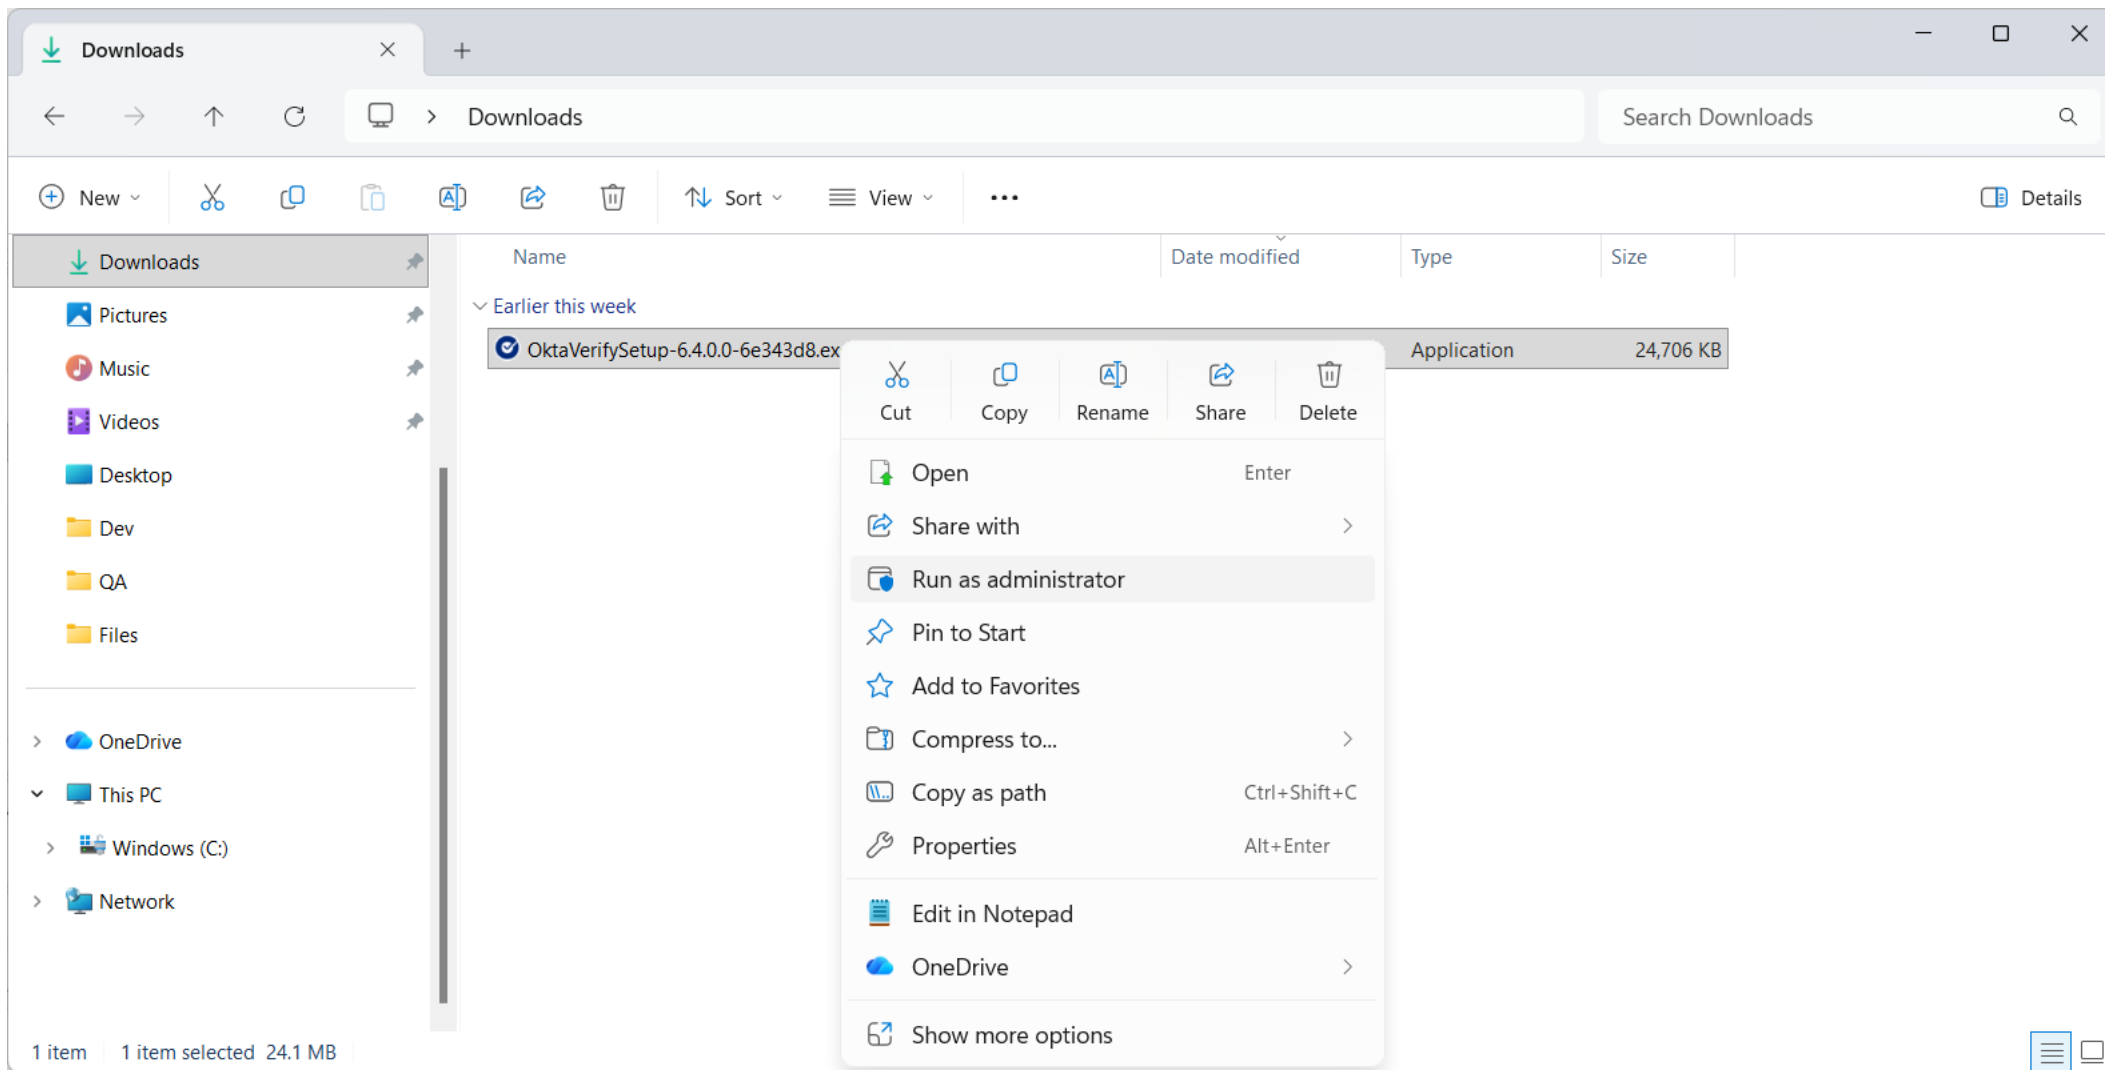 Downloads
Downloads
Search Downloads
New
Sort
View
Details
Downloads
Pictures
Music
Videos
Desktop
Dev
QA
Files
OneDrive
This PC
Windows (C:)
Network
Name
Date modified
Type
Size
Earlier this week
OktaVerifySetup-6.4.0.0-6e343d8.ex
Application
24,706 KB
Cut
Copy
Rename
Share
Delete
Open
Enter
Share with
Run as administrator
Pin to Start
Add to Favorites
Compress to...
Copy as path
Ctrl+Shift+C
Properties
Alt+Enter
Edit in Notepad
OneDrive
Show more options
1 item
1 item selected 24.1 MB